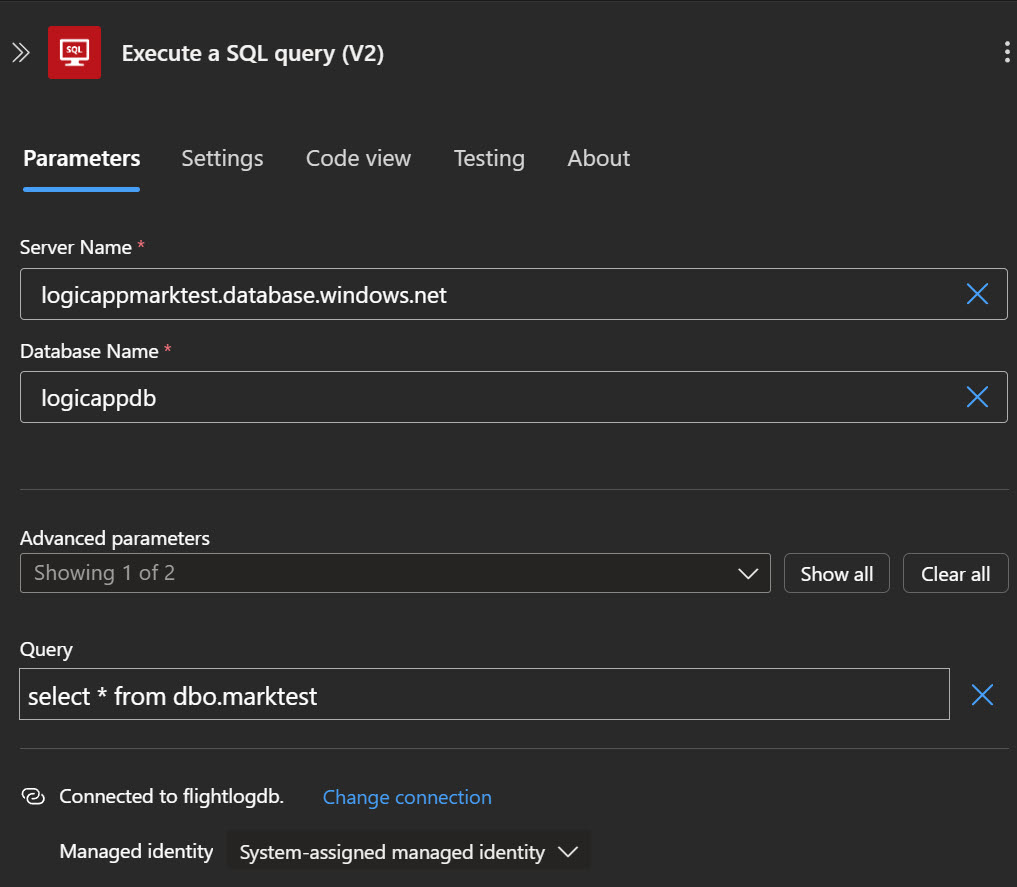 SQL
Execute a SQL query (V2)
Parameters Settings Code view Testing About
Server Name *
logicappmarktest.database.windows.net
Database Name *
logicappdb
Advanced parameters
Showing 1 of 2 Show all Clear all
Query
select * from dbo.marktest
Connected to flightlogdb. Change connection
Managed identity System-assigned managed identity